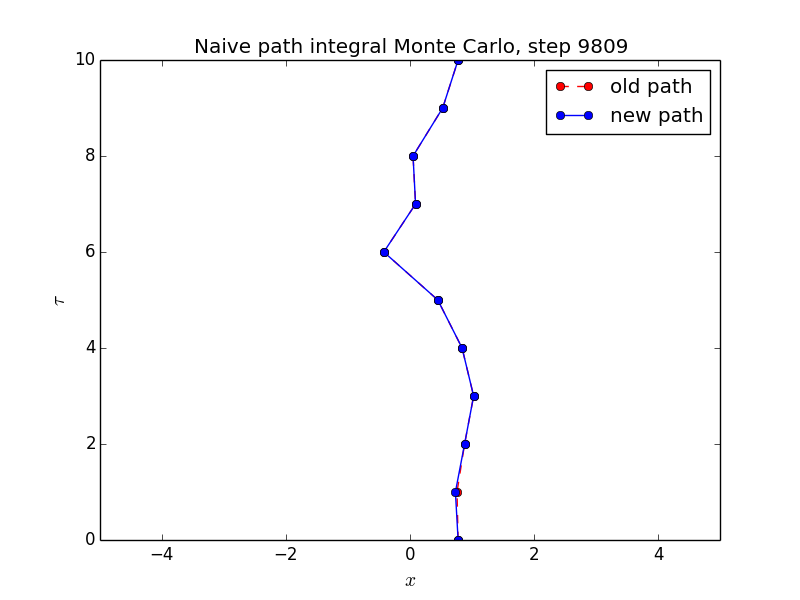 Naive path integral Monte Carlo, step 9809
old path
new path
10
8
6
4
2
0
τ
−4 −2 0 2 4
x